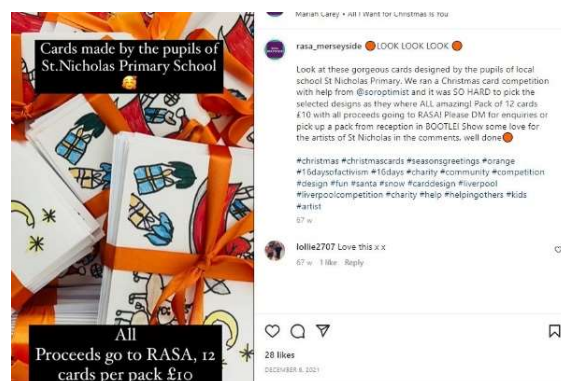 Cards made by the pupils of
St.Nicholas Primary School
All
Proceeds go to RASA, 12
cards per pack £10
Mariah Carey • All I Want for Christmas Is You
rasa_merseyside 🟠LOOK LOOK LOOK 🟠
Look at these gorgeous cards designed by the pupils of local
school St Nicholas Primary. We ran a Christmas card competition
with help from @soroptimist and it was SO HARD to pick the
selected designs as they where ALL amazing! Pack of 12 cards
£10 with all proceeds going to RASA! Please DM for enquiries or
pick up a pack from reception in BOOTLE! Show some love for
the artists of St Nicholas in the comments, well done🟠
#christmas #christmascards #seasonsgreetings #orange
#16daysofactivism #16days #charity #community #competition
#design #fun #santa #snow #carddesign #liverpool
#liverpoolcompetition #charity #help #helpingothers #kids
#artist
67 w
lollie2707 Love this x x
67 w 1 like Reply
28 likes
DECEMBER 6, 2021